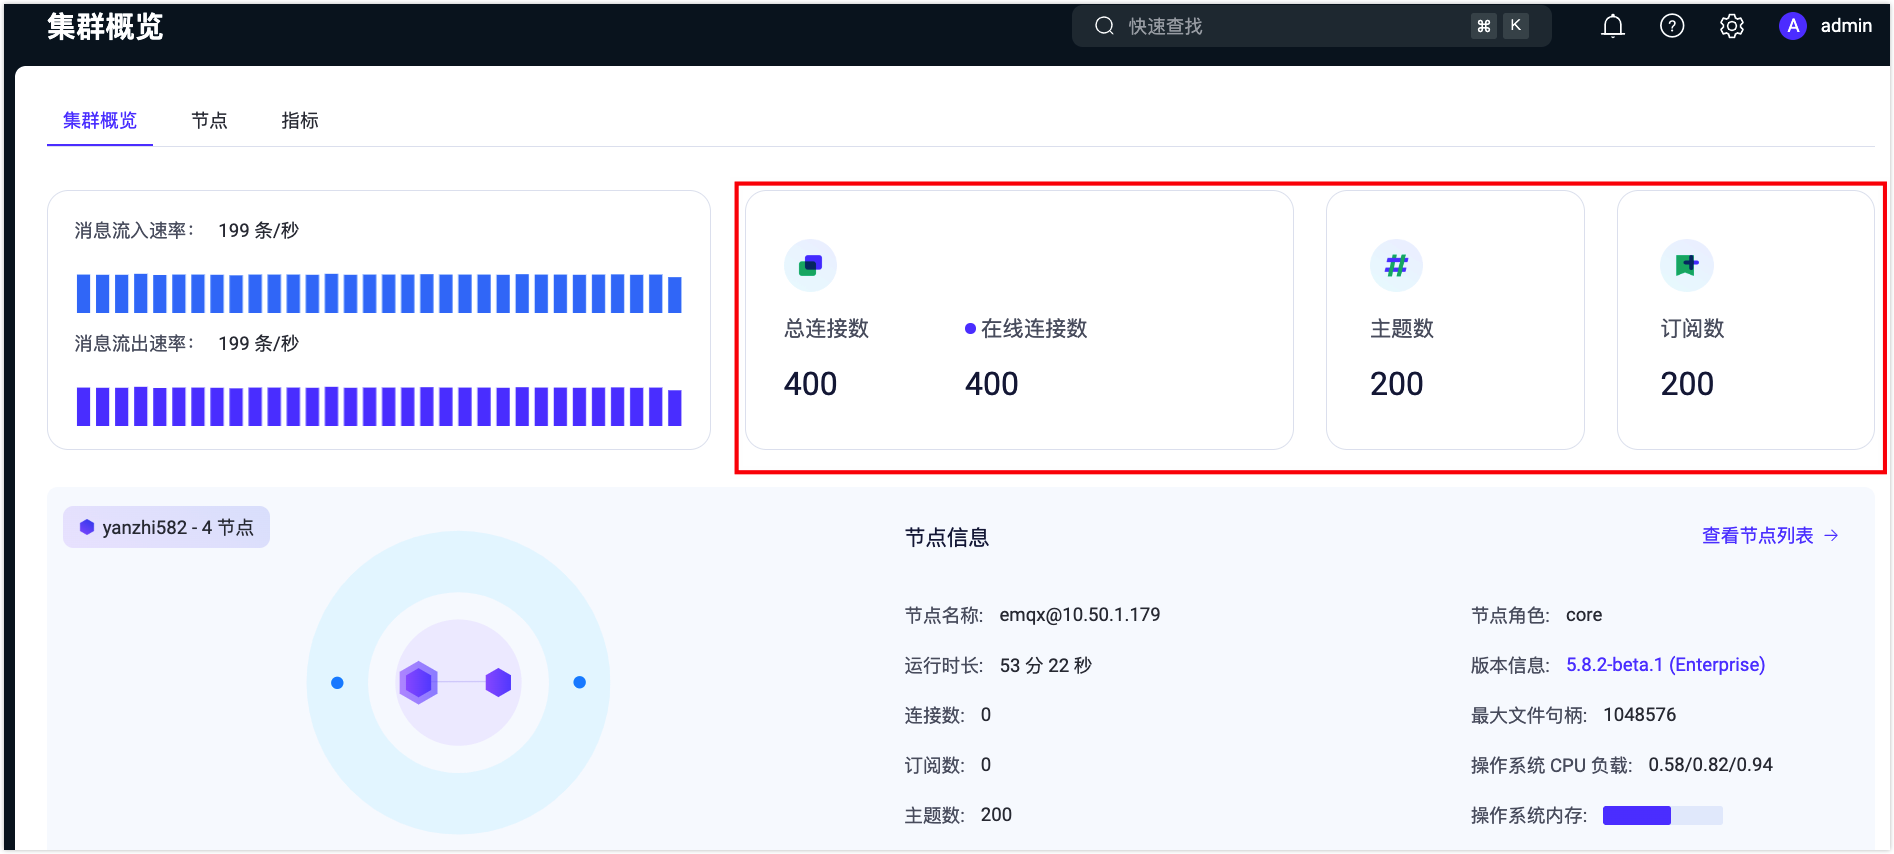 集群概览
快速查找
⌘ K
A admin
集群概览 节点 指标
消息流入速率： 199 条/秒
消息流出速率： 199 条/秒
总连接数
400
在线连接数
400
主题数
200
订阅数
200
yanzhi582 - 4 节点
节点信息
查看节点列表 →
节点名称: emqx@10.50.1.179
节点角色: core
运行时长: 53 分 22 秒
版本信息: 5.8.2-beta.1 (Enterprise)
连接数: 0
最大文件句柄: 1048576
订阅数: 0
操作系统 CPU 负载: 0.58/0.82/0.94
主题数: 200
操作系统内存: